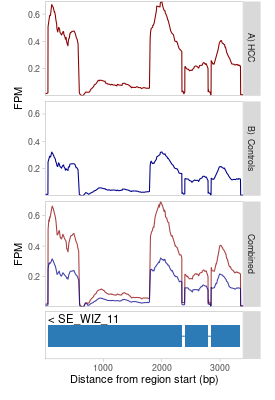 0.6
0.4
0.2
A) HCC
FPM
0.6
0.4
0.2
B): Controls
0.6
0.4
0.2
FPM
Combined
< SE_WIZ_11
1000 2000 3000
Distance from region start (bp)